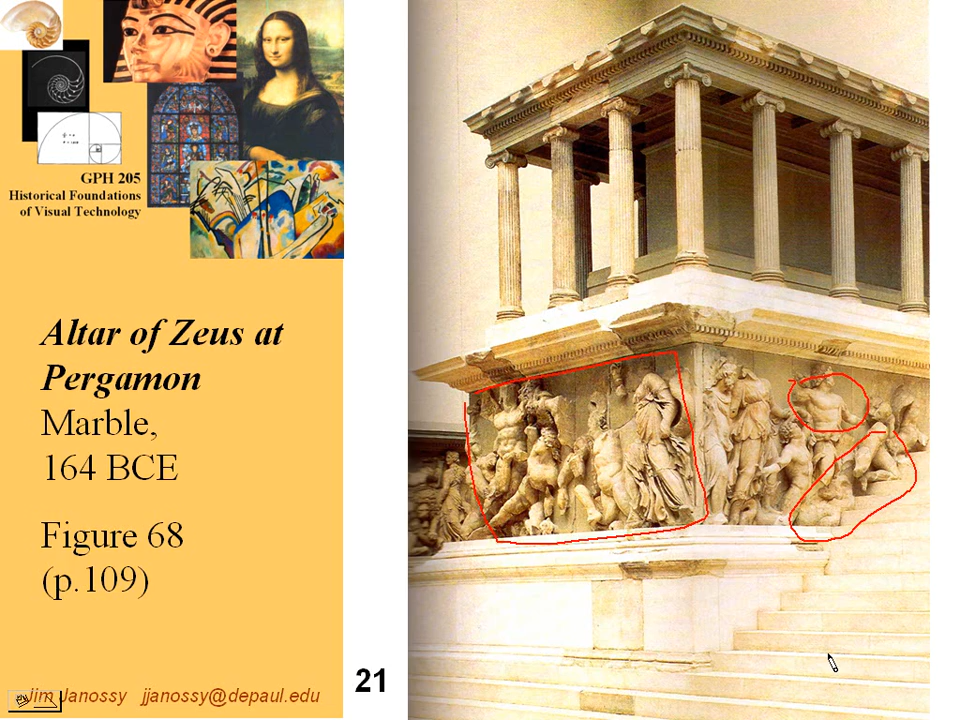 GPH 205
Historical Foundations
of Visual Technology
Altar of Zeus at
Pergamon
Marble,
164 BCE
Figure 68
(p.109)
Jim Janossy jjanossy@depaul.edu
21